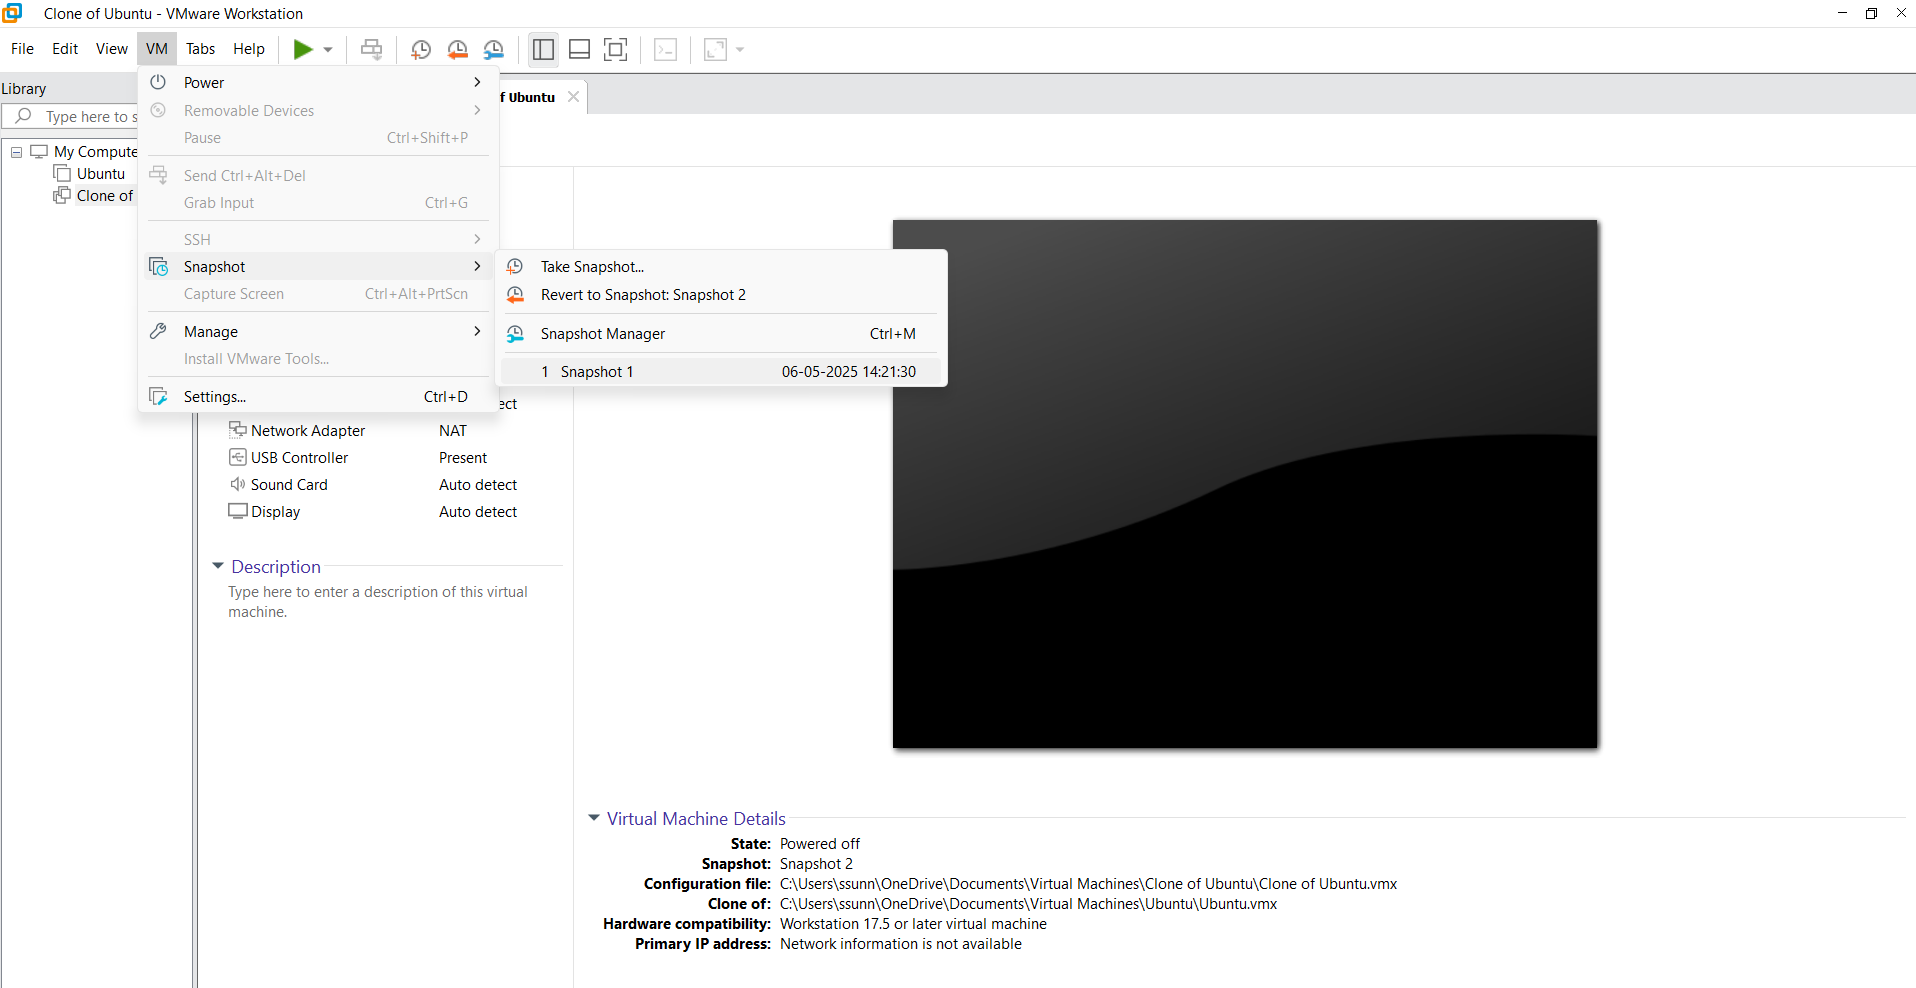 Clone of Ubuntu - VMware Workstation
File Edit View VM Tabs Help
Library
Type here to s
My Compute
Ubuntu
Clone of
f Ubuntu
Power
Removable Devices
Pause Ctrl+Shift+P
Send Ctrl+Alt+Del
Grab Input Ctrl+G
SSH
Snapshot
Capture Screen Ctrl+Alt+PrtScn
Manage
Install VMware Tools...
Settings... Ctrl+D
Take Snapshot...
Revert to Snapshot: Snapshot 2
Snapshot Manager Ctrl+M
1 Snapshot 1 06-05-2025 14:21:30
ect
Network Adapter NAT
USB Controller Present
Sound Card Auto detect
Display Auto detect
Description
Type here to enter a description of this virtual
machine.
Virtual Machine Details
State: Powered off
Snapshot: Snapshot 2
Configuration file: C:\Users\ssunn\OneDrive\Documents\Virtual Machines\Clone of Ubuntu\Clone of Ubuntu.vmx
Clone of: C:\Users\ssunn\OneDrive\Documents\Virtual Machines\Ubuntu\Ubuntu.vmx
Hardware compatibility: Workstation 17.5 or later virtual machine
Primary IP address: Network information is not available